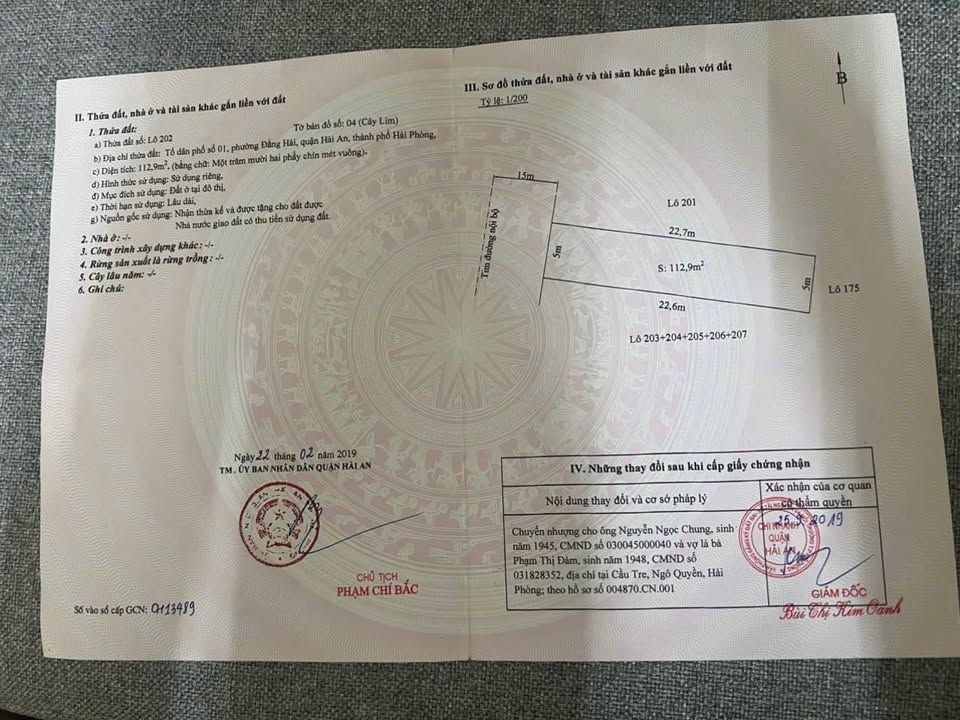 II. Thửa đất, nhà ở và tài sản khác gắn liền với đất
1. Thửa đất:
a) Thửa đất số: Lô 202 Tờ bản đồ số: 04 (Cây Lim)
b) Địa chỉ thửa đất: Tổ dân phố số 01, phường Đằng Hải, quận Hải An, thành phố Hải Phòng,
c) Diện tích: 112,9m², (bằng chữ: Một trăm mười hai phẩy chín mét vuông),
d) Hình thức sử dụng: Sử dụng riêng,
đ) Mục đích sử dụng: Đất ở tại đô thị,
e) Thời hạn sử dụng: Lâu dài,
g) Nguồn gốc sử dụng: Nhận thừa kế và được tặng cho đất được
Nhà nước giao đất có thu tiền sử dụng đất.
2. Nhà ở: -/-
3. Công trình xây dựng khác: -/-
4. Rừng sản xuất là rừng trồng: -/-
5. Cây lâu năm: -/-
6. Ghi chú:
Ngày 22 tháng 02 năm 2019
TM. ỦY BAN NHÂN DÂN QUẬN HẢI AN
CHỦ TỊCH
PHẠM CHÍ BẮC
Số vào sổ cấp GCN: CH13489
III. Sơ đồ thửa đất, nhà ở và tài sản khác gắn liền với đất
Tỷ lệ: 1/200
B
15m
Tim đường nội bộ
Lô 201
22,7m
5m
S: 112,9m²
5m
Lô 175
22,6m
Lô 203+204+205+206+207
IV. Những thay đổi sau khi cấp giấy chứng nhận
Nội dung thay đổi và cơ sở pháp lý
Xác nhận của cơ quan
có thẩm quyền
Chuyển nhượng cho ông Nguyễn Ngọc Chung, sinh
năm 1945, CMND số 030045000040 và vợ là bà
Phạm Thị Đảm, sinh năm 1948, CMND số
031828352, địa chỉ tại Cầu Tre, Ngô Quyền, Hải
Phòng; theo hồ sơ số 004870.CN.001
2019
CHI NHÁNH
QUẬN
HẢI AN
GIÁM ĐỐC
Bùi Thị Kim Oanh